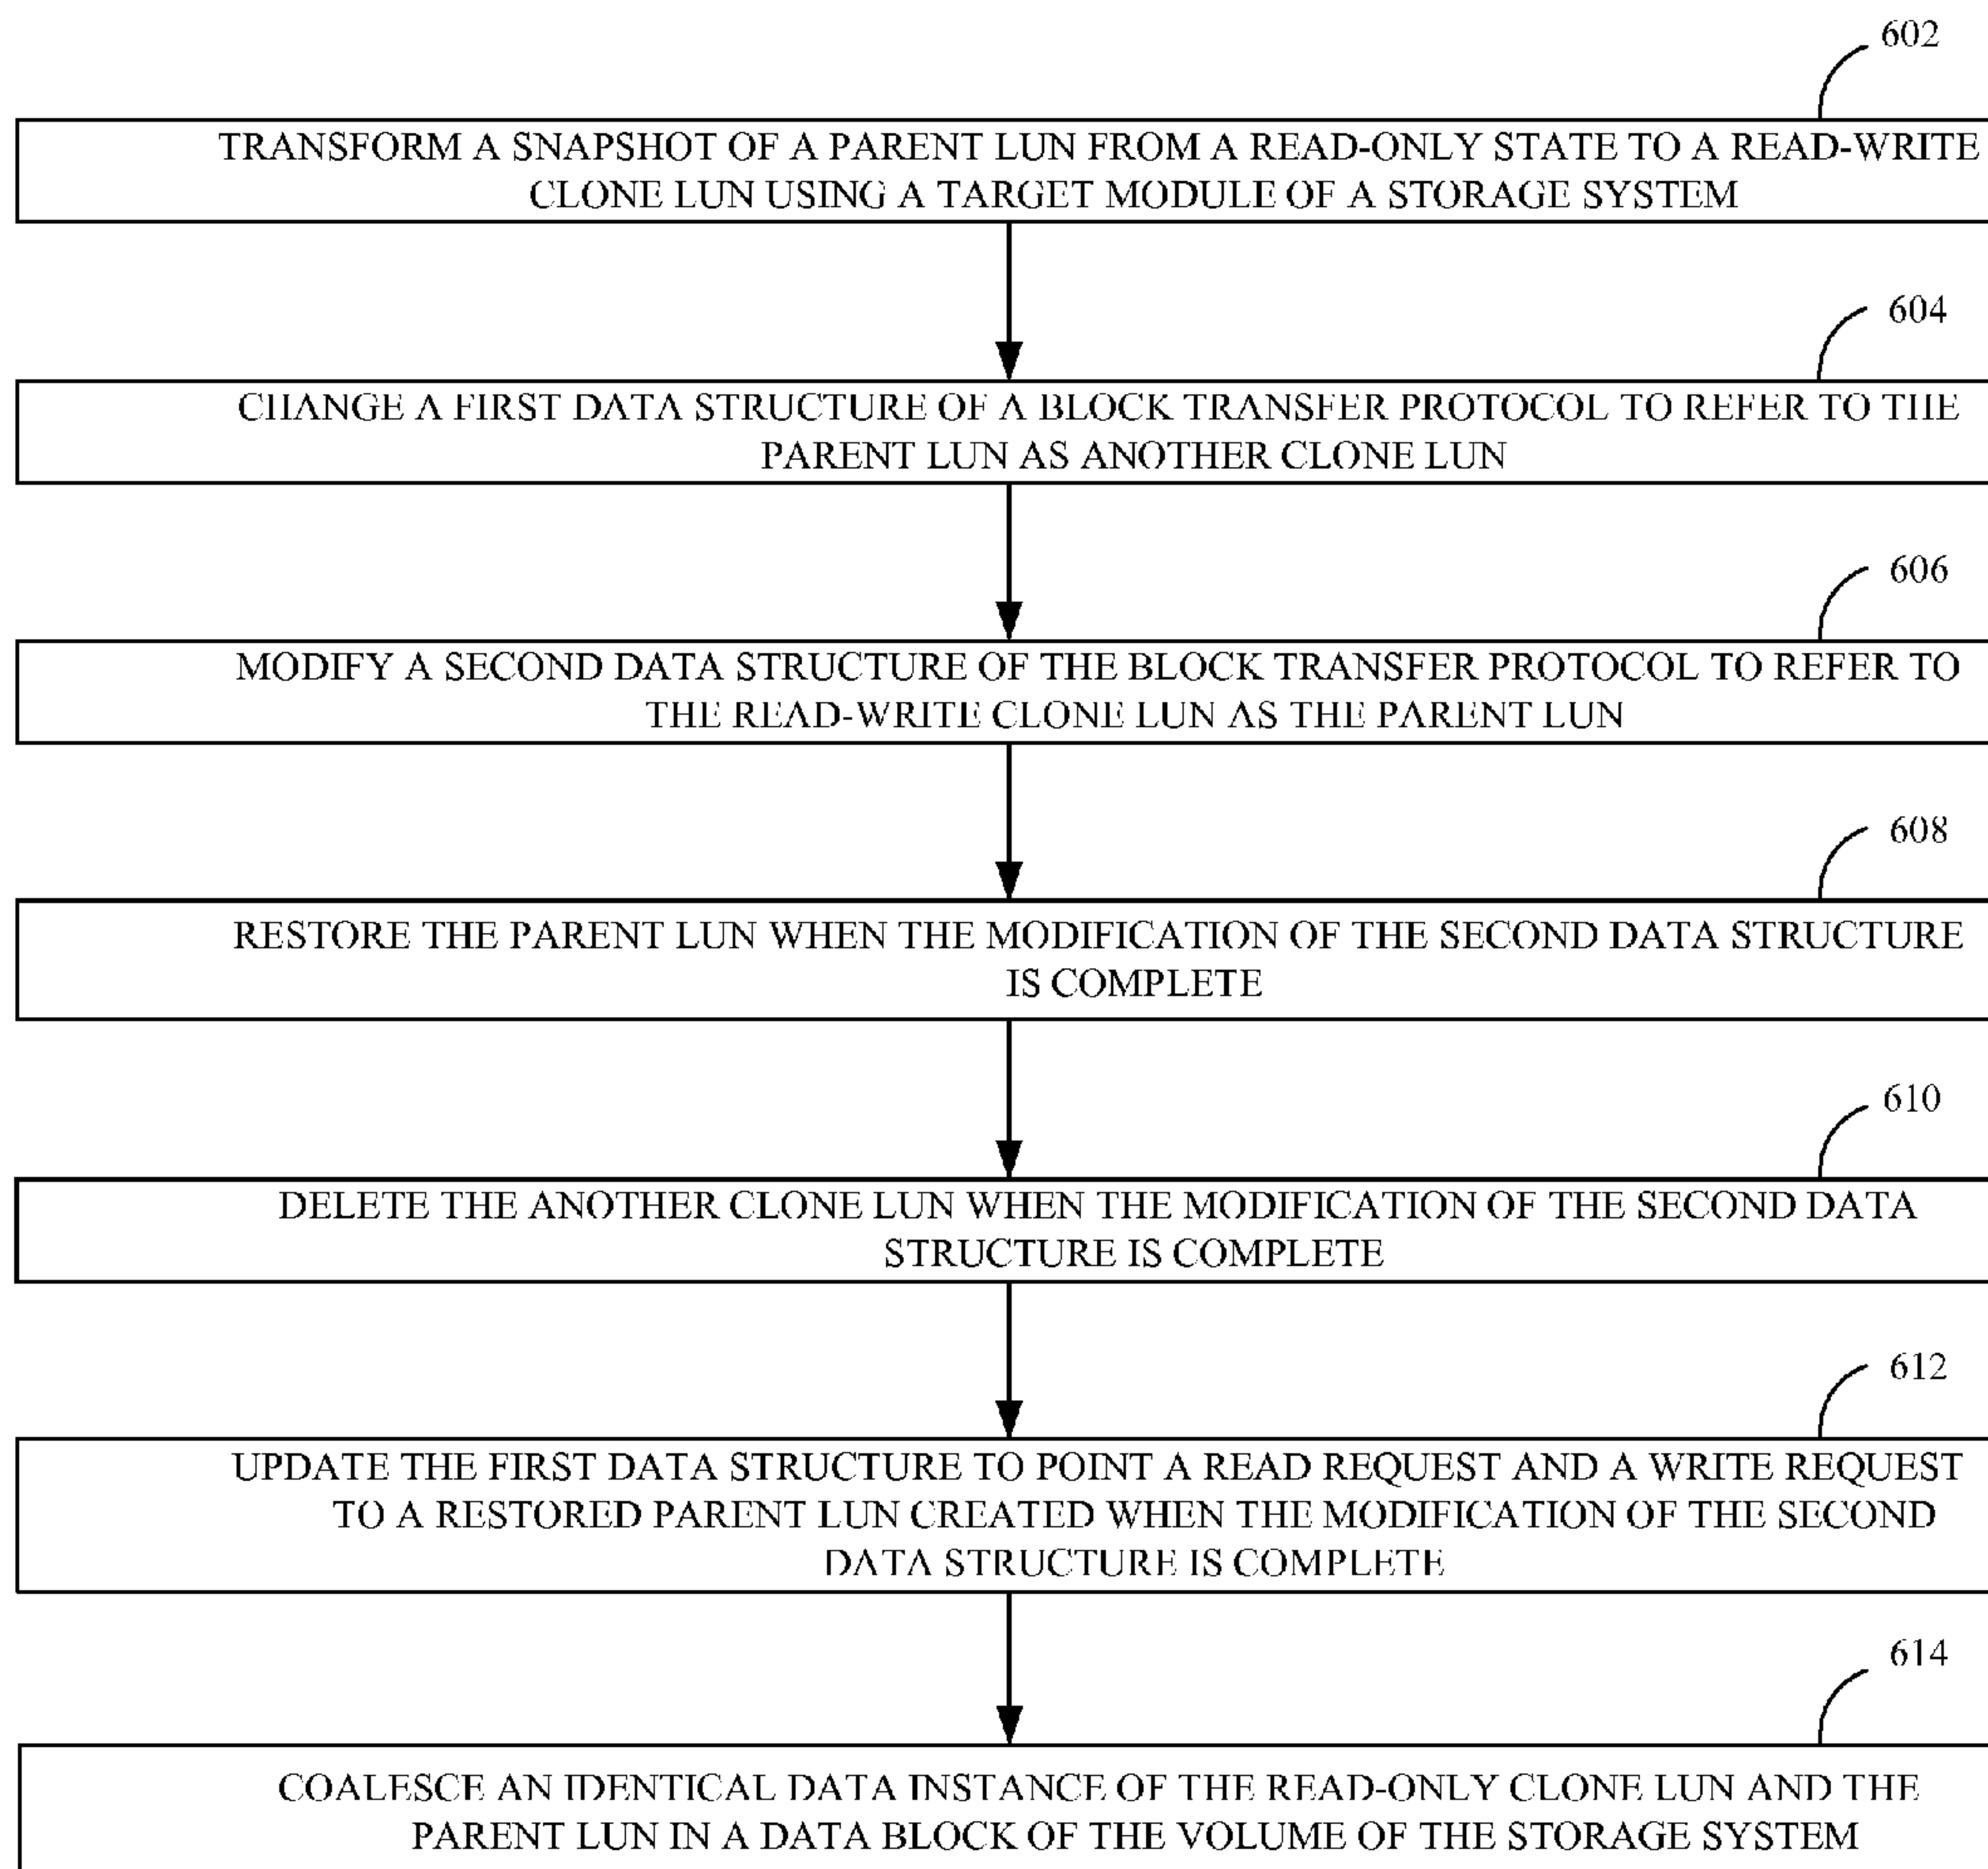 602
TRANSFORM A SNAPSHOT OF A PARENT LUN FROM A READ-ONLY STATE TO A READ-WRITE
CLONE LUN USING A TARGET MODULE OF A STORAGE SYSTEM
604
CHANGE A FIRST DATA STRUCTURE OF A BLOCK TRANSFER PROTOCOL TO REFER TO THE
PARENT LUN AS ANOTHER CLONE LUN
606
MODIFY A SECOND DATA STRUCTURE OF THE BLOCK TRANSFER PROTOCOL TO REFER TO
THE READ-WRITE CLONE LUN AS THE PARENT LUN
608
RESTORE THE PARENT LUN WHEN THE MODIFICATION OF THE SECOND DATA STRUCTURE
IS COMPLETE
610
DELETE THE ANOTHER CLONE LUN WHEN THE MODIFICATION OF THE SECOND DATA
STRUCTURE IS COMPLETE
612
UPDATE THE FIRST DATA STRUCTURE TO POINT A READ REQUEST AND A WRITE REQUEST
TO A RESTORED PARENT LUN CREATED WHEN THE MODIFICATION OF THE SECOND
DATA STRUCTURE IS COMPLETE
614
COALESCE AN IDENTICAL DATA INSTANCE OF THE READ-ONLY CLONE LUN AND THE
PARENT LUN IN A DATA BLOCK OF THE VOLUME OF THE STORAGE SYSTEM